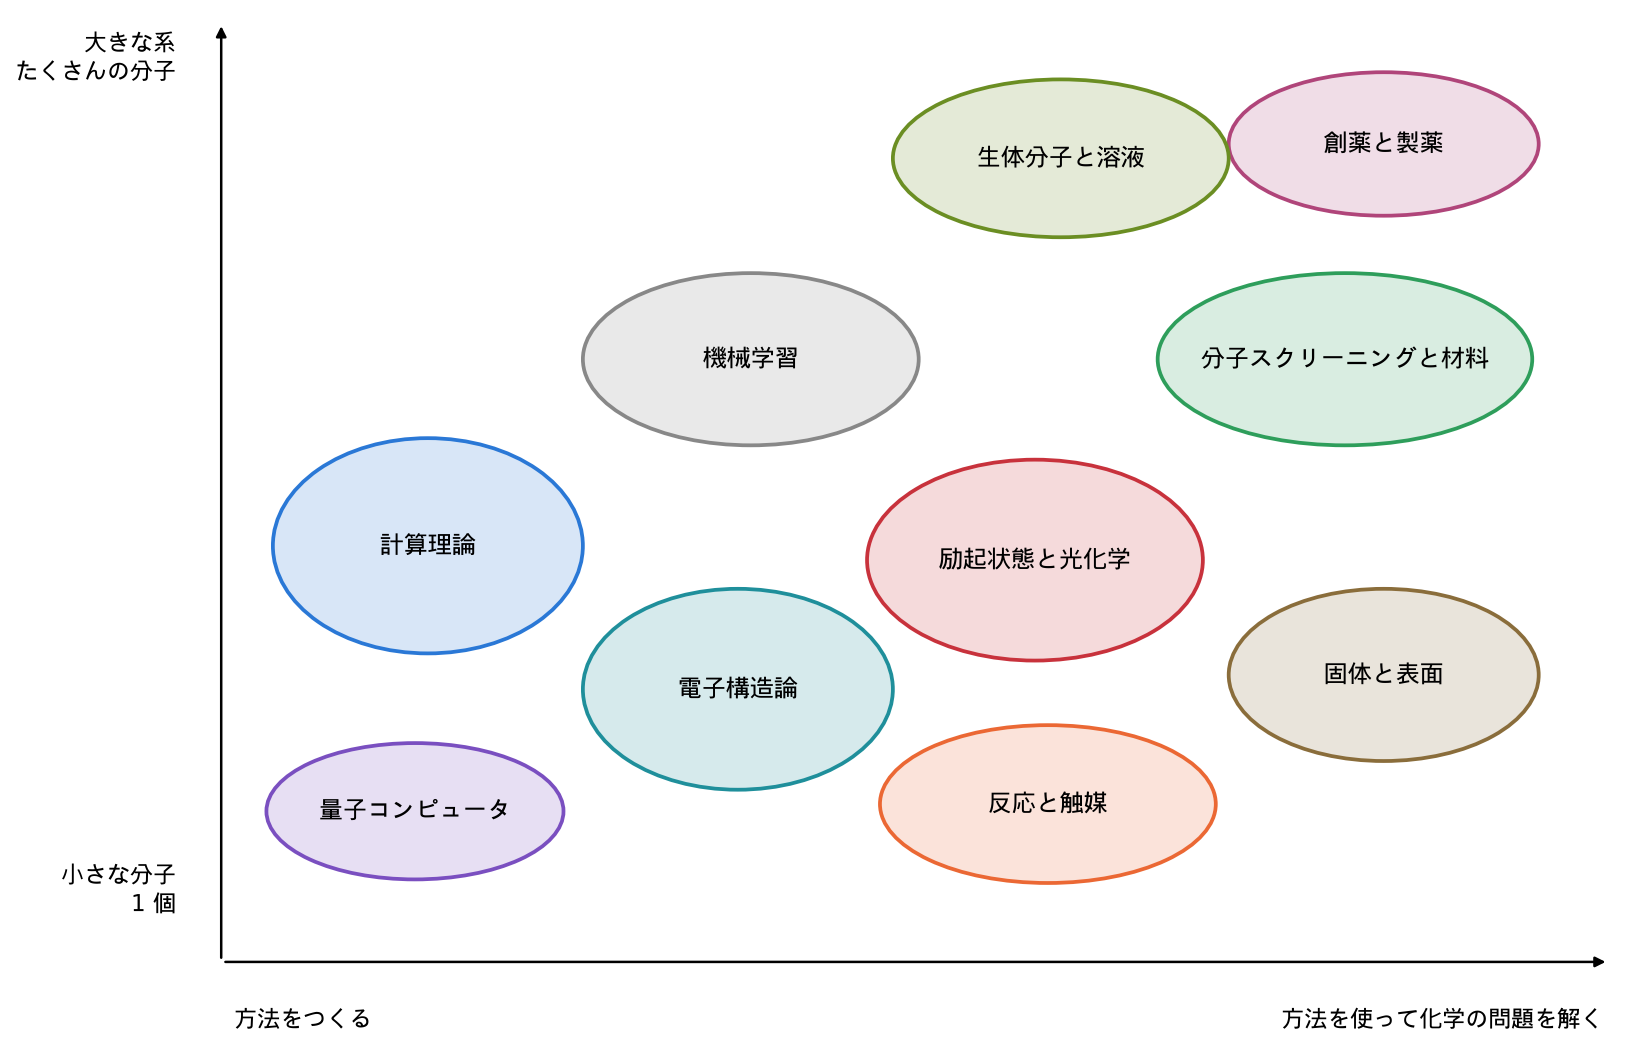 大きな系
たくさんの分子
創薬と製薬
生体分子と溶液
機械学習
分子スクリーニングと材料
計算理論
励起状態と光化学
固体と表面
電子構造論
反応と触媒
量子コンピュータ
小さな分子
1 個
方法をつくる
方法を使って化学の問題を解く